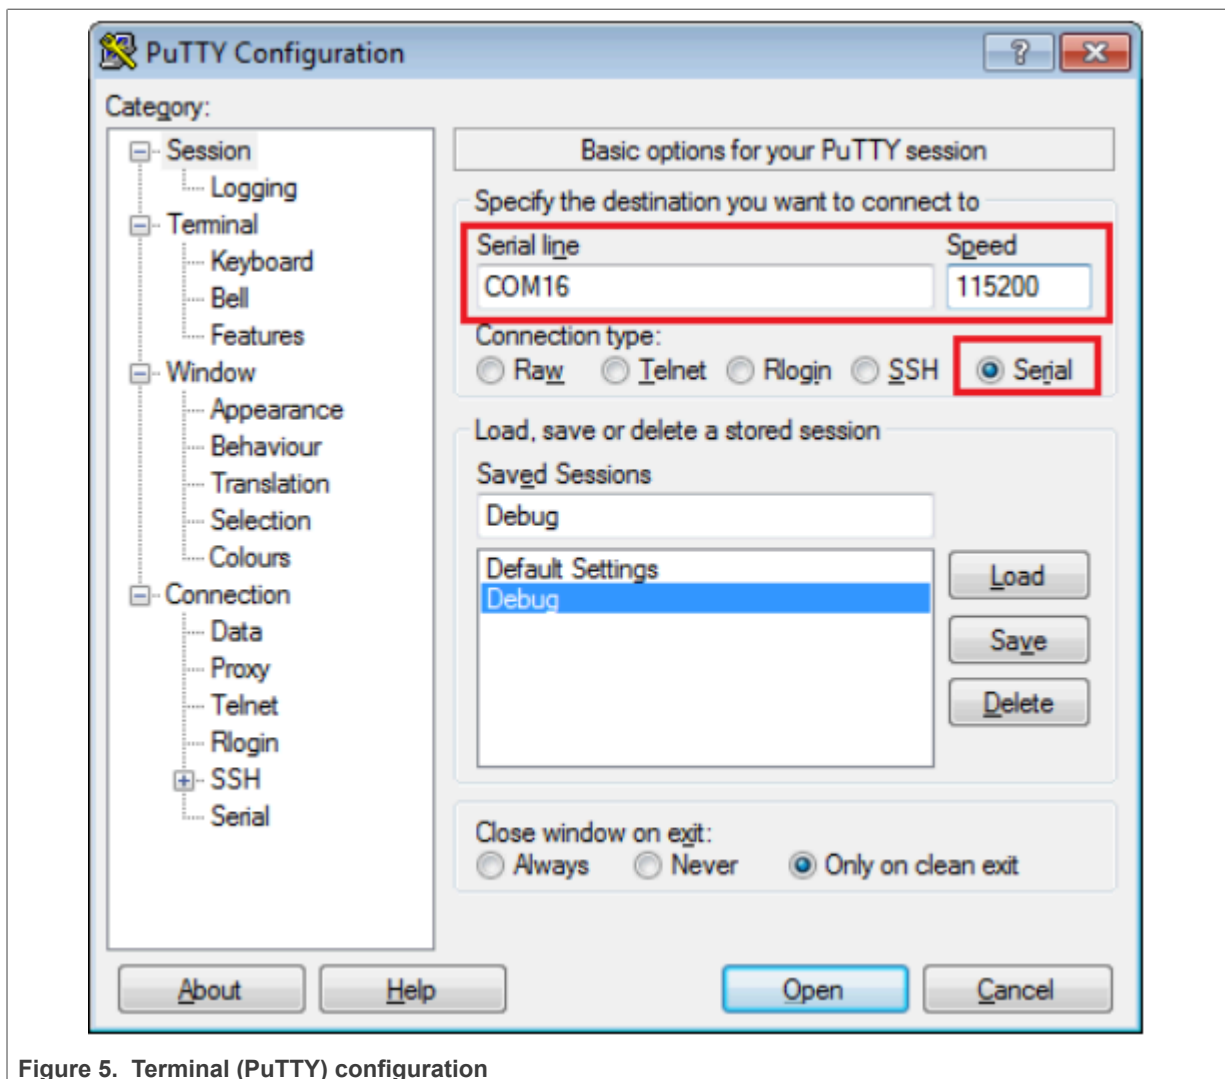 PuTTY Configuration
Category:
Session
Logging
Terminal
Keyboard
Bell
Features
Window
Appearance
Behaviour
Translation
Selection
Colours
Connection
Data
Proxy
Telnet
Rlogin
SSH
Serial
Basic options for your PuTTY session
Specify the destination you want to connect to
Serial line Speed
COM16 115200
Connection type:
Raw Telnet Rlogin SSH Serial
Load, save or delete a stored session
Saved Sessions
Debug
Default Settings
Debug
Load
Save
Delete
Close window on exit:
Always Never Only on clean exit
About Help Open Cancel
Figure 5. Terminal (PuTTY) configuration